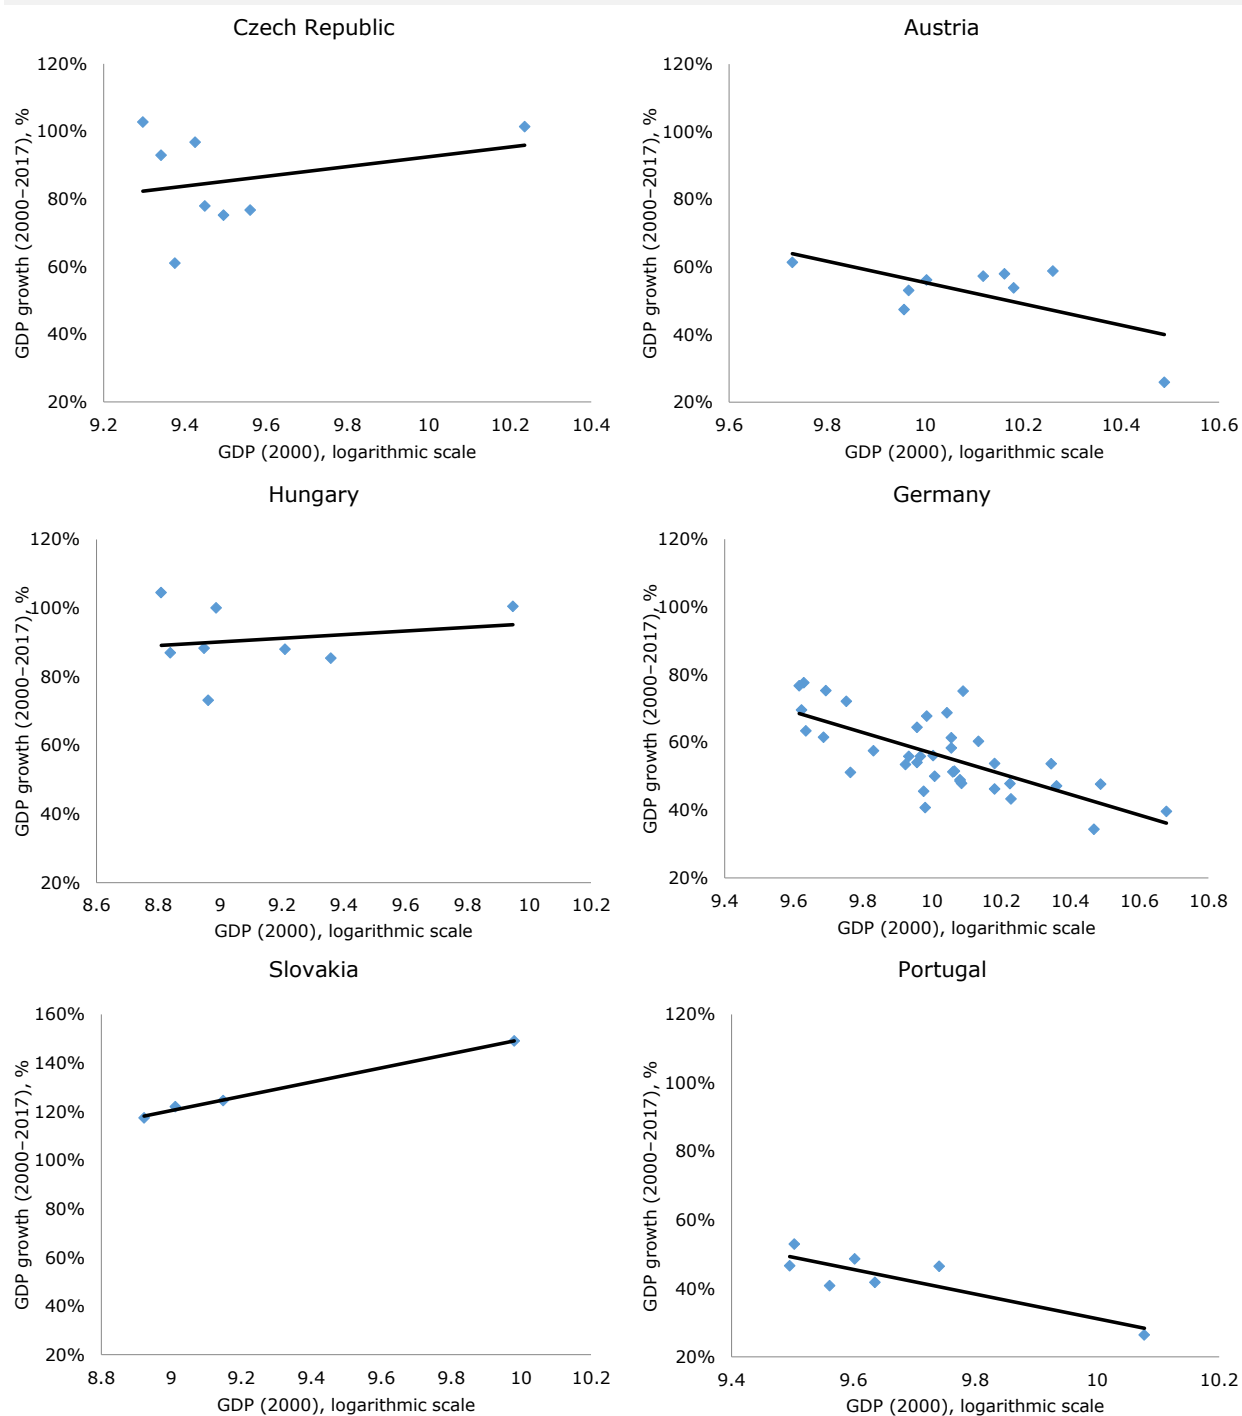 Czech Republic
GDP growth (2000–2017), %
120%
100%
80%
60%
40%
20%
9.2 9.4 9.6 9.8 10 10.2 10.4
GDP (2000), logarithmic scale
Austria
GDP growth (2000–2017), %
120%
100%
80%
60%
40%
20%
9.6 9.8 10 10.2 10.4 10.6
GDP (2000), logarithmic scale
Hungary
GDP growth (2000–2017), %
120%
100%
80%
60%
40%
20%
8.6 8.8 9 9.2 9.4 9.6 9.8 10 10.2
GDP (2000), logarithmic scale
Germany
GDP growth (2000–2017), %
120%
100%
80%
60%
40%
20%
9.4 9.6 9.8 10 10.2 10.4 10.6 10.8
GDP (2000), logarithmic scale
Slovakia
GDP growth (2000–2017), %
160%
140%
120%
100%
80%
60%
40%
20%
8.8 9 9.2 9.4 9.6 9.8 10 10.2
GDP (2000), logarithmic scale
Portugal
GDP growth (2000–2017), %
120%
100%
80%
60%
40%
20%
9.4 9.6 9.8 10 10.2
GDP (2000), logarithmic scale